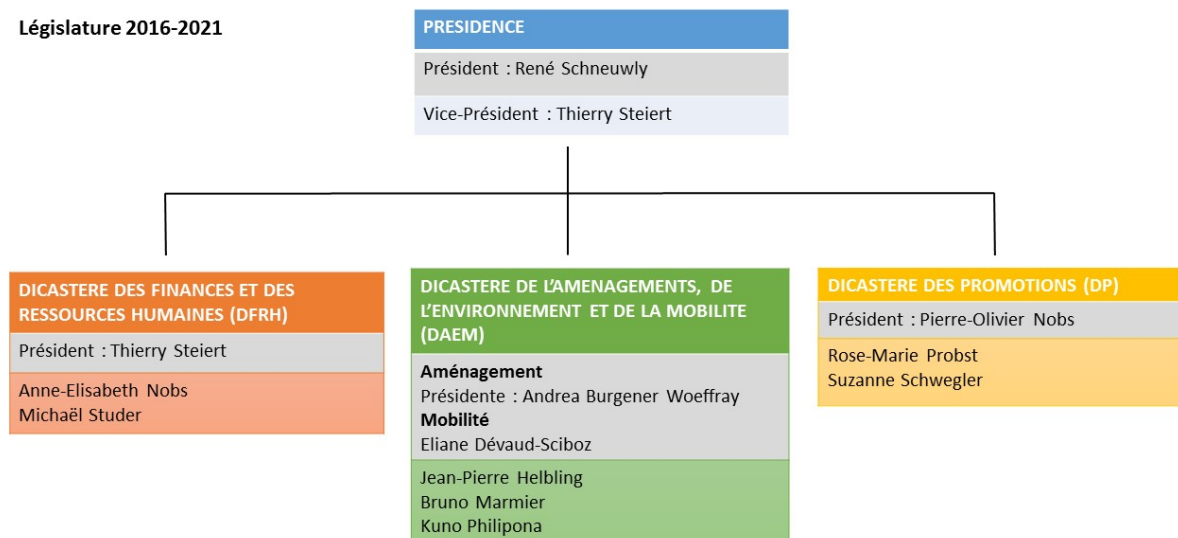 Législature 2016-2021
PRESIDENCE
Président : René Schneuwly
Vice-Président : Thierry Steiert
DICASTERE DES FINANCES ET DES
RESSOURCES HUMAINES (DFRH)
Président : Thierry Steiert
Anne-Elisabeth Nobs
Michaël Studer
DICASTERE DE L'AMENAGEMENTS, DE
L'ENVIRONNEMENT ET DE LA MOBILITE
(DAEM)
Aménagement
Présidente : Andrea Burgener Woeffray
Mobilité
Eliane Dévaud-Sciboz
Jean-Pierre Helbling
Bruno Marmier
Kuno Philipona
DICASTERE DES PROMOTIONS (DP)
Président : Pierre-Olivier Nobs
Rose-Marie Probst
Suzanne Schwegler